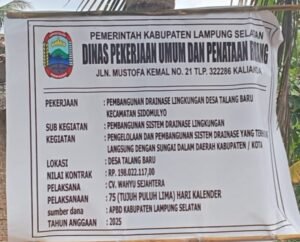 PEMERINTAH KABUPATEN LAMPUNG SELATAN
DINAS PEKERJAAN UMUM DAN PENATAAN RUANG
JLN. MUSTOFA KEMAL NO. 21 TLP. 322286 KALIANDA
PEKERJAAN : PEMBANGUNAN DRAINASE LINGKUNGAN DESA TALANG BARU
KECAMATAN SIDOMULYO
SUB KEGIATAN : PEMBANGUNAN SISTEM DRAINASE LINGKUNGAN
KEGIATAN : PENGELOLAAN DAN PEMBANGUNAN SISTEM DRAINASE YANG
LANGSUNG DENGAN SUNGAI DALAM DAERAH KABUPATEN / KOTA
LOKASI : DESA TALANG BARU
NILAI KONTRAK : RP. 198.022.117,00
PELAKSANA : CV. WAHYU SEJAHTERA
PELAKSANAAN : 75 (TUJUH PULUH LIMA) HARI KALENDER
sumber dana : APBD KABUPATEN LAMPUNG SELATAN
TAHUN ANGGARAN : 2025